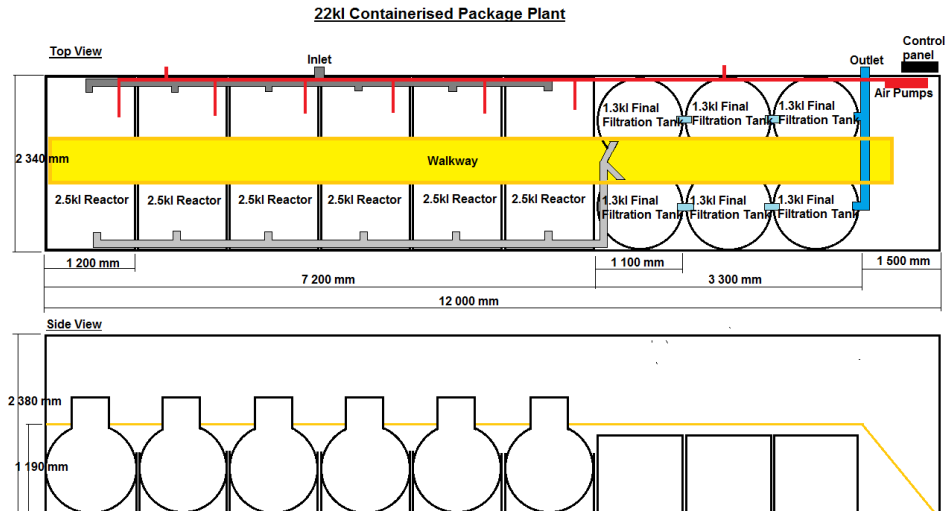 22kl Containerised Package Plant
Top View
Inlet
Outlet
Control
panel
Air Pumps
1.3kl Final
Filtration Tank
1.3kl Final
Filtration Tank
1.3kl Final
Filtration Tank
2 340 mm
Walkway
2.5kl Reactor
2.5kl Reactor
2.5kl Reactor
2.5kl Reactor
2.5kl Reactor
2.5kl Reactor
1.3kl Final
Filtration Tank
1.3kl Final
Filtration Tank
1.3kl Final
Filtration Tank
1 200 mm
1 100 mm
1 500 mm
7 200 mm
3 300 mm
12 000 mm
Side View
2 380 mm
1 190 mm